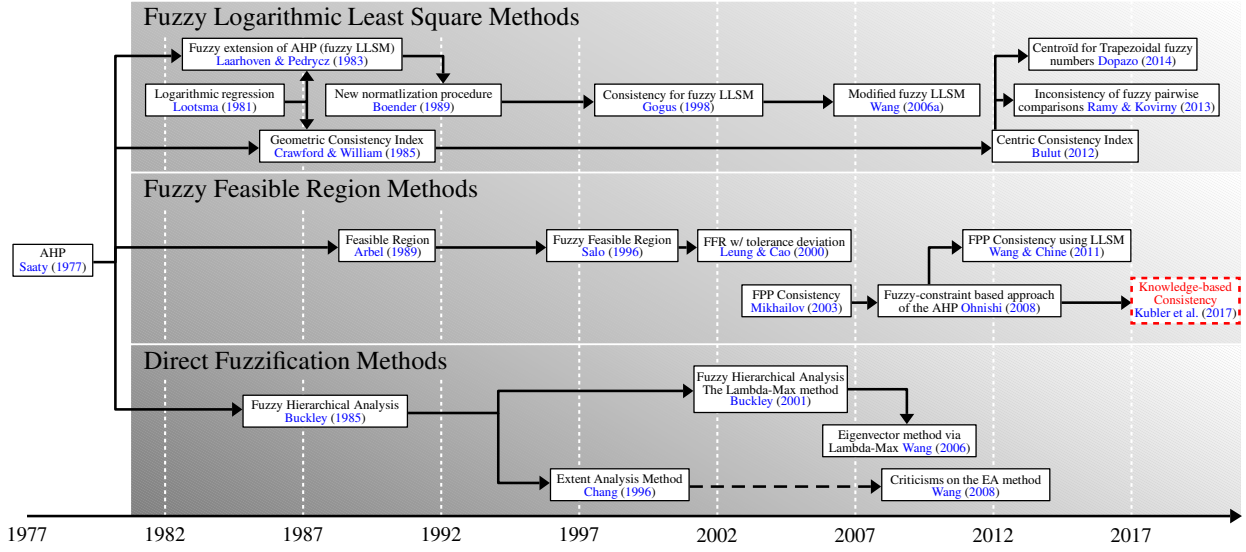 Fuzzy Logarithmic Least Square Methods
Fuzzy extension of AHP (fuzzy LLSM)
Laarhoven & Pedrycz (1983)
Centroïd for Trapezoidal fuzzy
numbers Dopazo (2014)
Logarithmic regression
Lootsma (1981)
New normatlization procedure
Boender (1989)
Consistency for fuzzy LLSM
Gogus (1998)
Modified fuzzy LLSM
Wang (2006a)
Inconsistency of fuzzy pairwise
comparisons Ramy & Kovirny (2013)
Geometric Consistency Index
Crawford & William (1985)
Centric Consistency Index
Bulut (2012)
Fuzzy Feasible Region Methods
AHP
Saaty (1977)
Feasible Region
Arbel (1989)
Fuzzy Feasible Region
Salo (1996)
FFR w/ tolerance deviation
Leung & Cao (2000)
FPP Consistency using LLSM
Wang & Chine (2011)
FPP Consistency
Mikhailov (2003)
Fuzzy-constraint based approach
of the AHP Ohnishi (2008)
Knowledge-based
Consistency
Kubler et al. (2017)
Direct Fuzzification Methods
Fuzzy Hierarchical Analysis
Buckley (1985)
Fuzzy Hierarchical Analysis
The Lambda-Max method
Buckley (2001)
Eigenvector method via
Lambda-Max Wang (2006)
Extent Analysis Method
Chang (1996)
Criticisms on the EA method
Wang (2008)
1977 1982 1987 1992 1997 2002 2007 2012 2017